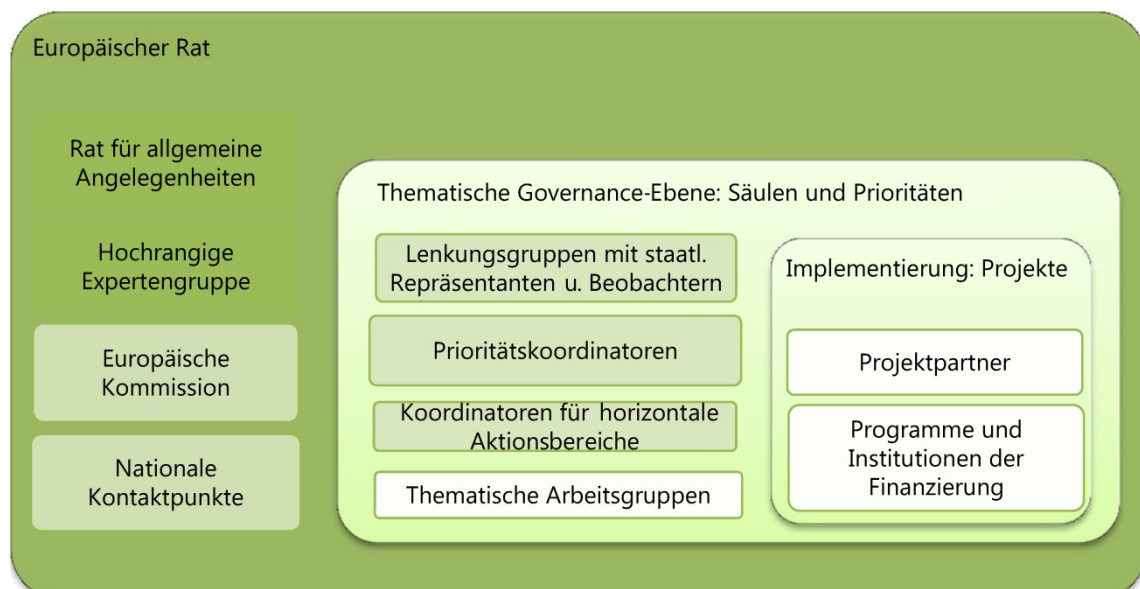 Europäischer Rat
Rat für allgemeine
Angelegenheiten
Hochrangige
Expertengruppe
Europäische
Kommission
Nationale
Kontaktpunkte
Thematische Governance-Ebene: Säulen und Prioritäten
Lenkungsgruppen mit staatl.
Repräsentanten u. Beobachtern
Prioritätskoordinatoren
Koordinatoren für horizontale
Aktionsbereiche
Thematische Arbeitsgruppen
Implementierung: Projekte
Projektpartner
Programme und
Institutionen der
Finanzierung